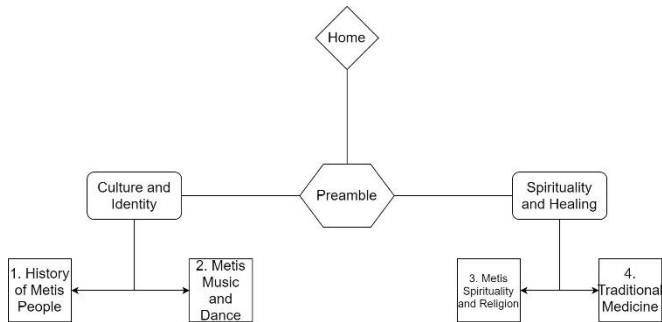 Home
Culture and
Identity
Preamble
Spirituality
and Healing
1. History
of Metis
People
2. Metis
Music
and
Dance
3. Metis
Spirituality
and Religion
4.
Traditional
Medicine